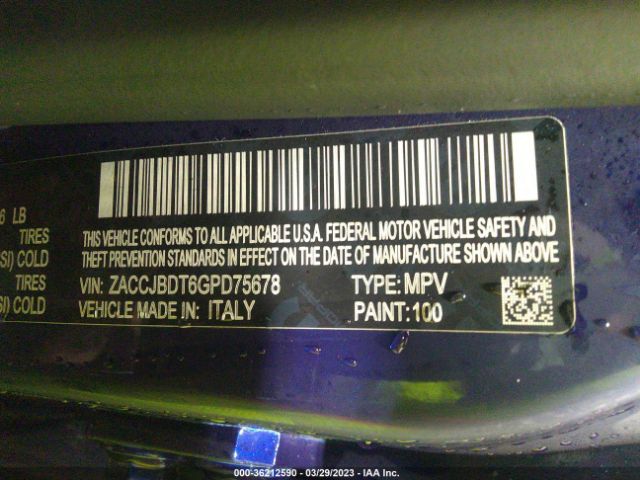 6 LB
TIRES
SI) COLD
TIRES
SI) COLD
THIS VEHICLE CONFORMS TO ALL APPLICABLE U.S.A. FEDERAL MOTOR VEHICLE SAFETY AND
THEFT PREVENTION STANDARDS IN EFFECT ON THE DATE OF MANUFACTURE SHOWN ABOVE
VIN: ZACCJBDT6GPD75678 TYPE: MPV
VEHICLE MADE IN: ITALY PAINT: 100
000-36212590 - 03/29/2023 - IAA Inc.